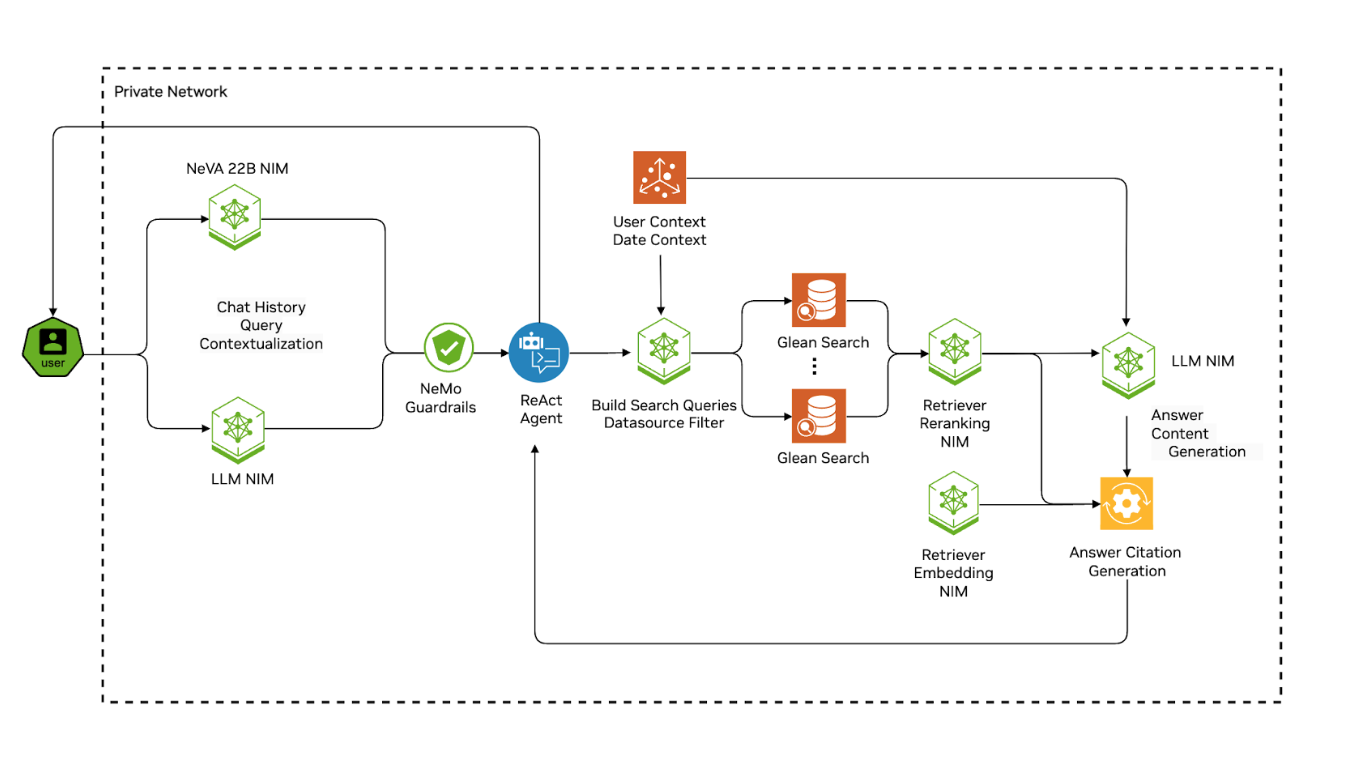 Private Network
NeVA 22B NIM
Chat History
Query
Contextualization
user
LLM NIM
NeMo
Guardrails
ReAct
Agent
User Context
Date Context
Build Search Queries
Datasource Filter
Glean Search
Glean Search
Retriever
Reranking
NIM
Retriever
Embedding
NIM
LLM NIM
Answer
Content
Generation
Answer Citation
Generation